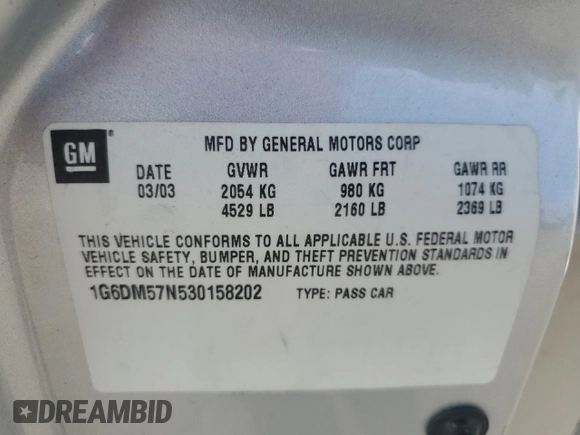 GM
MFD BY GENERAL MOTORS CORP
DATE GVWR GAWR FRT GAWR RR
03/03 2054 KG 980 KG 1074 KG
4529 LB 2160 LB 2369 LB
THIS VEHICLE CONFORMS TO ALL APPLICABLE U.S. FEDERAL MOTOR
VEHICLE SAFETY, BUMPER, AND THEFT PREVENTION STANDARDS IN
EFFECT ON THE DATE OF MANUFACTURE SHOWN ABOVE.
1G6DM57N530158202 TYPE: PASS CAR
DREAMBID